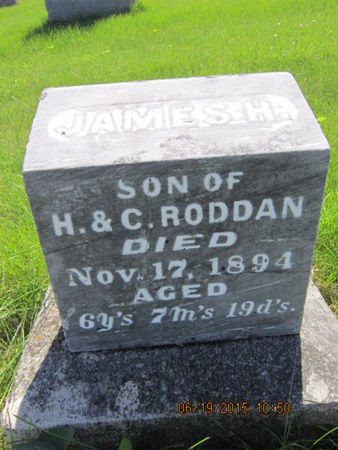 JAMES H.
SON OF
H. & C. RODDAN
DIED
Nov. 17, 1894
AGED
6y's 7m's 19d's.
06/19/2015 10:50